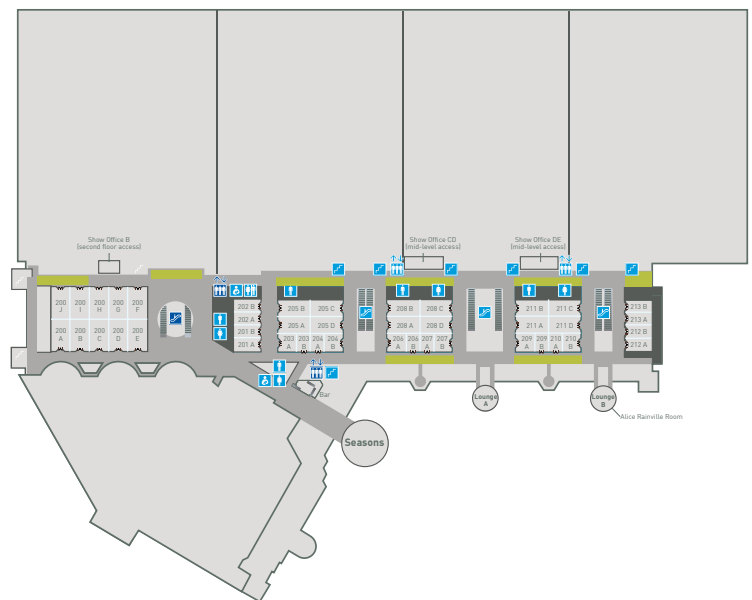 Show Office B
(second floor access)
Show Office CD
(mid-level access)
Show Office DE
(mid-level access)
200 J
200 I
200 H
200 G
200 F
200 A
200 B
200 C
200 D
200 E
202 B
202 A
201 B
201 A
205 B
205 C
205 A
205 D
203 A
203 B
204 A
204 B
208 B
208 C
208 A
208 D
206 A
206 B
207 A
207 B
211 B
211 C
211 A
211 D
209 A
209 B
210 A
210 B
213 B
213 A
212 B
212 A
Bar
Lounge
A
Lounge
B
Alice Rainville Room
Seasons